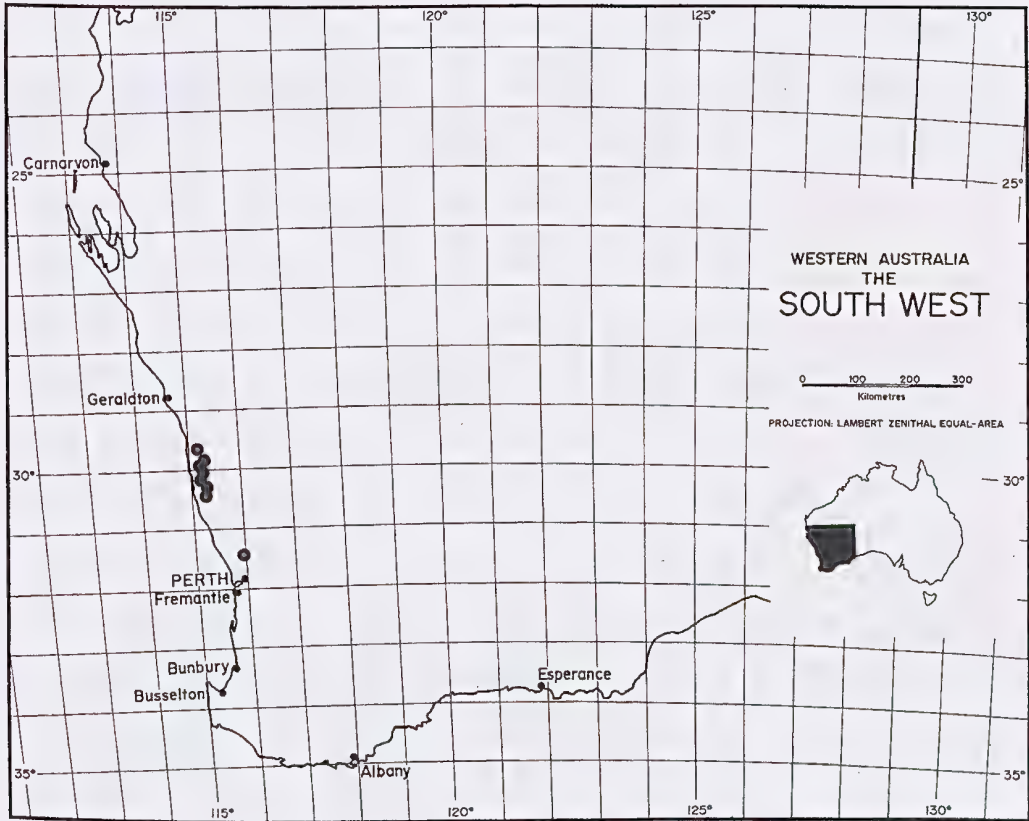 115° 120° 125° 130°
Carnarvon
25° 25°
WESTERN AUSTRALIA
THE
SOUTH WEST
0 100 200 300
Kilometres
Geraldton
PROJECTION: LAMBERT ZENITHAL EQUAL-AREA
30° 30°
PERTH
Fremantle
Bunbury
Esperance
Busselton
Albany
35° 35°
115° 120° 125° 130°